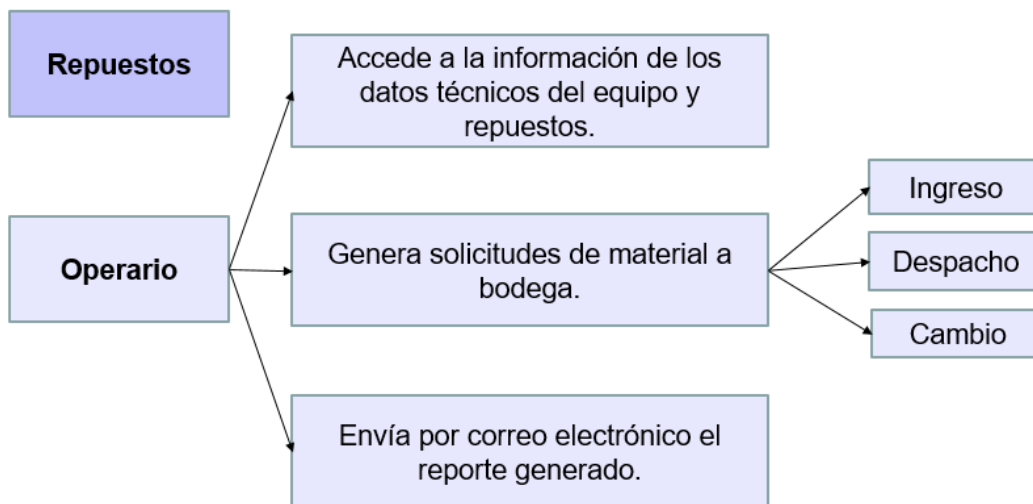 Repuestos
Accede a la información de los
datos técnicos del equipo y
repuestos.
Operario
Genera solicitudes de material a
bodega.
Ingreso
Despacho
Cambio
Envía por correo electrónico el
reporte generado.